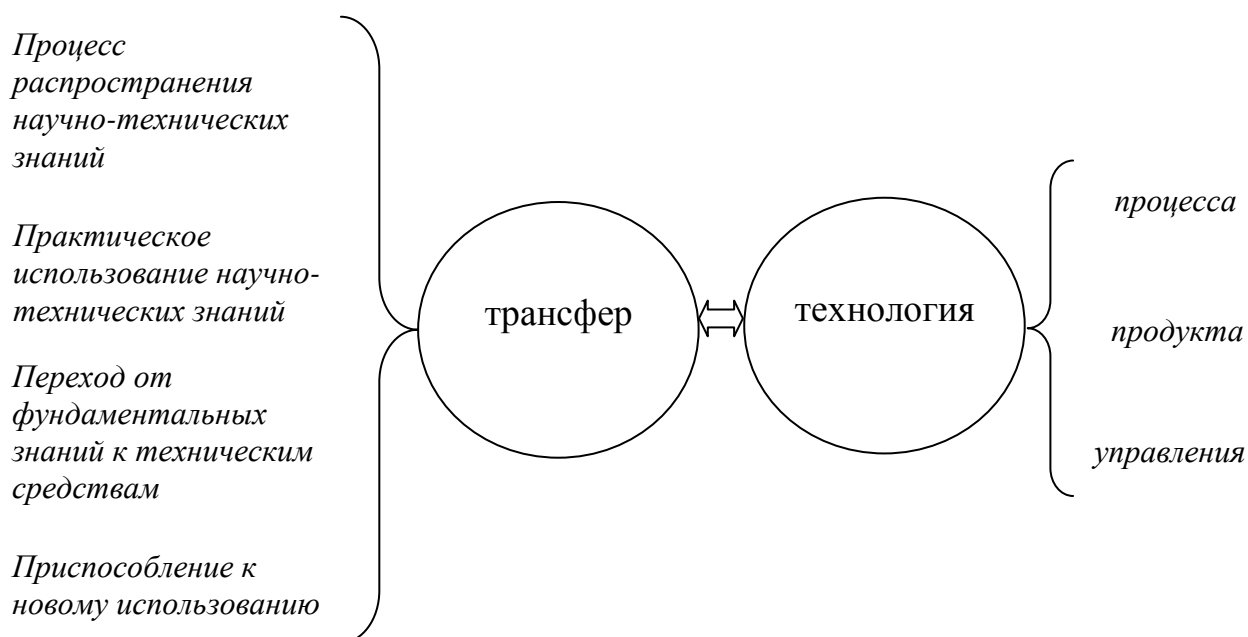 Процесс
распространения
научно-технических
знаний
Практическое
использование научно-
технических знаний
Переход от
фундаментальных
знаний к техническим
средствам
Приспособление к
новому использованию
трансфер
технология
процесса
продукта
управления